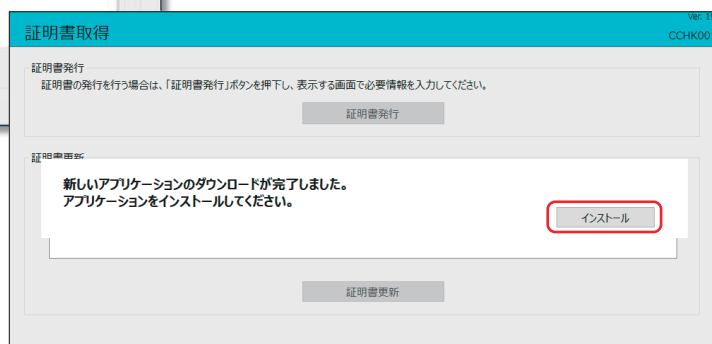 Ver. 1
証明書取得
CCHK00
証明書発行
証明書の発行を行う場合は、「証明書発行」ボタンを押下し、表示する画面で必要情報を入力してください。
証明書発行
証明書更新
新しいアプリケーションのダウンロードが完了しました。
アプリケーションをインストールしてください。
インストール
証明書更新